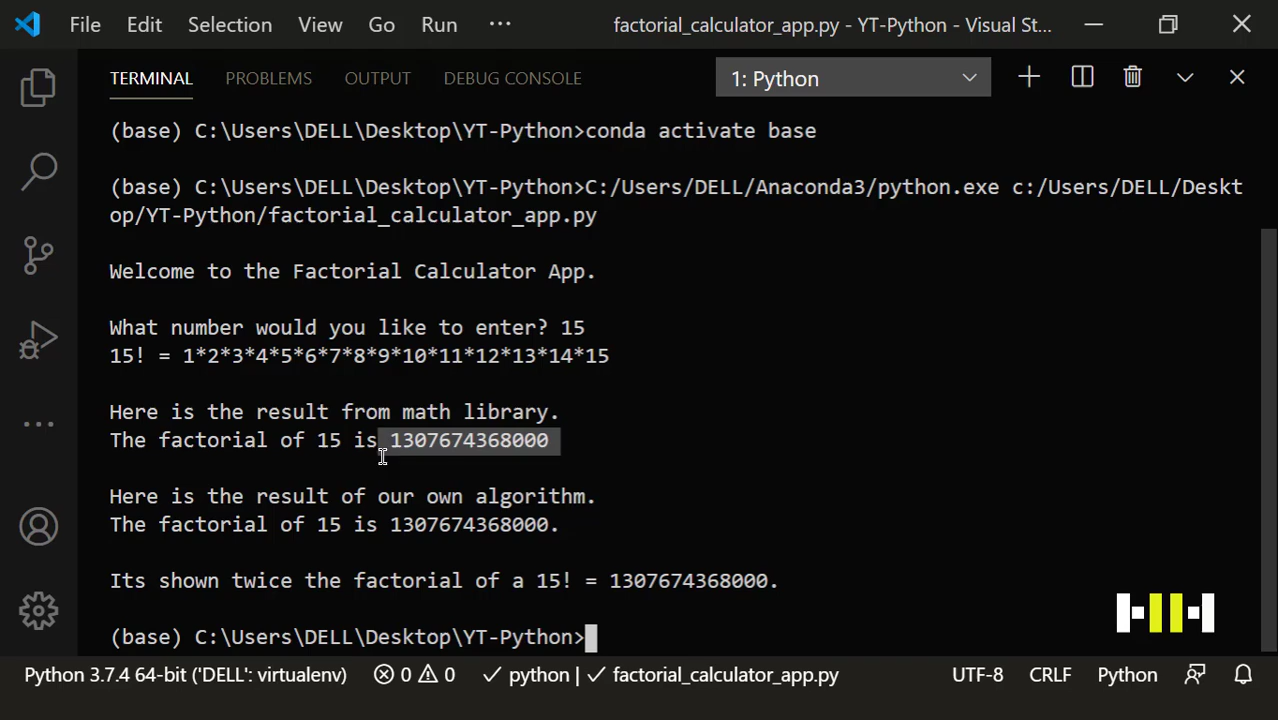 File Edit Selection View Go Run ··· factorial_calculator_app.py - YT-Python - Visual St...
TERMINAL PROBLEMS OUTPUT DEBUG CONSOLE 1: Python
(base) C:\Users\DELL\Desktop\YT-Python>conda activate base
(base) C:\Users\DELL\Desktop\YT-Python>C:/Users/DELL/Anaconda3/python.exe c:/Users/DELL/Deskt
op/YT-Python/factorial_calculator_app.py
Welcome to the Factorial Calculator App.
What number would you like to enter? 15
15! = 1*2*3*4*5*6*7*8*9*10*11*12*13*14*15
Here is the result from math library.
The factorial of 15 is 1307674368000
Here is the result of our own algorithm.
The factorial of 15 is 1307674368000.
Its shown twice the factorial of a 15! = 1307674368000.
(base) C:\Users\DELL\Desktop\YT-Python>
Python 3.7.4 64-bit ('DELL': virtualenv) 0 0 python | factorial_calculator_app.py UTF-8 CRLF Python